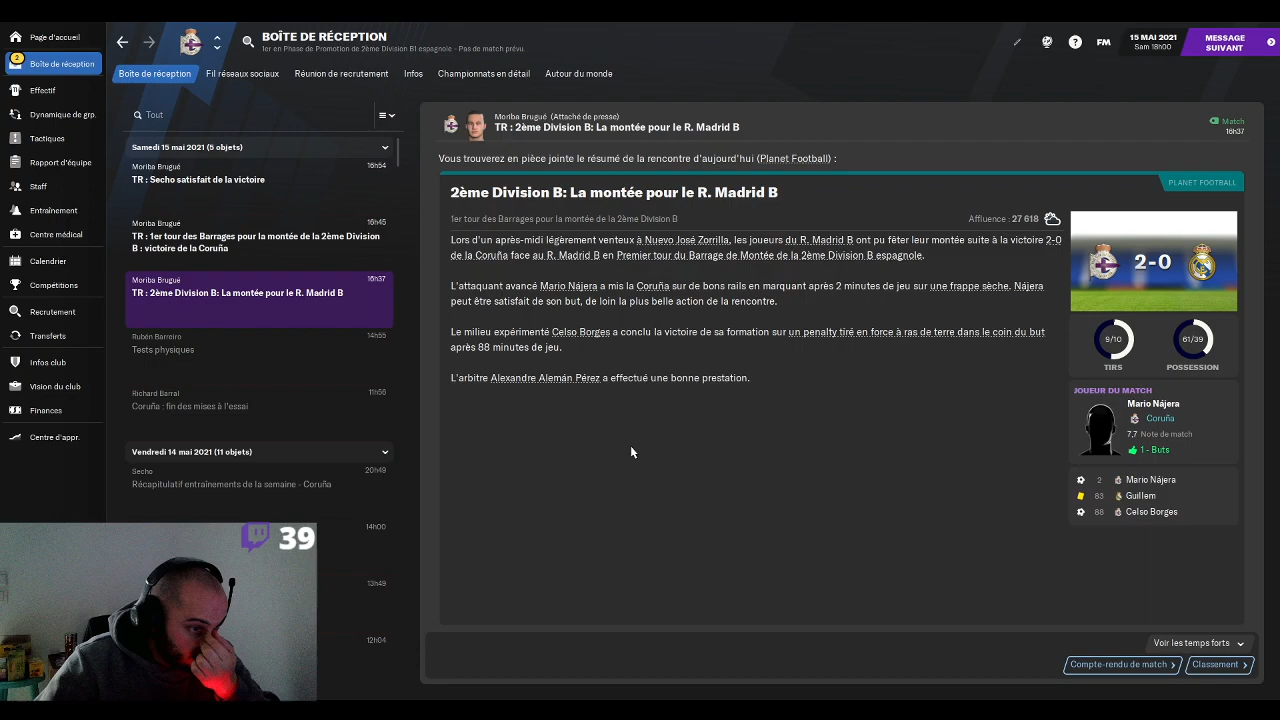 Page d'accueil
2
Boîte de réception
Effectif
Dynamique de grp.
Tactiques
Rapport d'équipe
Staff
Entraînement
Centre médical
Calendrier
Compétitions
Recrutement
Transferts
Infos club
Vision du club
Finances
Centre d'appr.
BOÎTE DE RÉCEPTION
1er en Phase de Promotion de 2ème Division B1 espagnole - Pas de match prévu.
FM
15 MAI 2021
Sam 18h00
MESSAGE
SUIVANT
Boîte de réception
Fil réseaux sociaux
Réunion de recrutement
Infos
Championnats en détail
Autour du monde
Tout
Samedi 15 mai 2021 (5 objets)
Moriba Brugué 16h54
TR : Secho satisfait de la victoire
Moriba Brugué 16h45
TR : 1er tour des Barrages pour la montée de la 2ème Division
B : victoire de la Coruña
Moriba Brugué 16h37
TR : 2ème Division B: La montée pour le R. Madrid B
Rubén Barreiro 14h55
Tests physiques
Richard Barral 11h56
Coruña : fin des mises à l'essai
Vendredi 14 mai 2021 (11 objets)
Secho 20h49
Récapitulatif entraînements de la semaine - Coruña
14h00
13h49
12h04
39
Moriba Brugué (Attaché de presse)
TR : 2ème Division B: La montée pour le R. Madrid B
Match
16h37
Vous trouverez en pièce jointe le résumé de la rencontre d'aujourd'hui (Planet Football) :
PLANET FOOTBALL
2ème Division B: La montée pour le R. Madrid B
1er tour des Barrages pour la montée de la 2ème Division B
Affluence : 27 618
Lors d'un après-midi légèrement venteux à Nuevo José Zorrilla, les joueurs du R. Madrid B ont pu fêter leur montée suite à la victoire 2-0
de la Coruña face au R. Madrid B en Premier tour du Barrage de Montée de la 2ème Division B espagnole.
L'attaquant avancé Mario Nájera a mis la Coruña sur de bons rails en marquant après 2 minutes de jeu sur une frappe sèche. Nájera
peut être satisfait de son but, de loin la plus belle action de la rencontre.
Le milieu expérimenté Celso Borges a conclu la victoire de sa formation sur un penalty tiré en force à ras de terre dans le coin du but
après 88 minutes de jeu.
L'arbitre Alexandre Alemán Pérez a effectué une bonne prestation.
2-0
9/10
TIRS
61/39
POSSESSION
JOUEUR DU MATCH
Mario Nájera
Coruña
7,7 Note de match
1 - Buts
2 Mario Nájera
83 Guillem
88 Celso Borges
Voir les temps forts
Compte-rendu de match
Classement